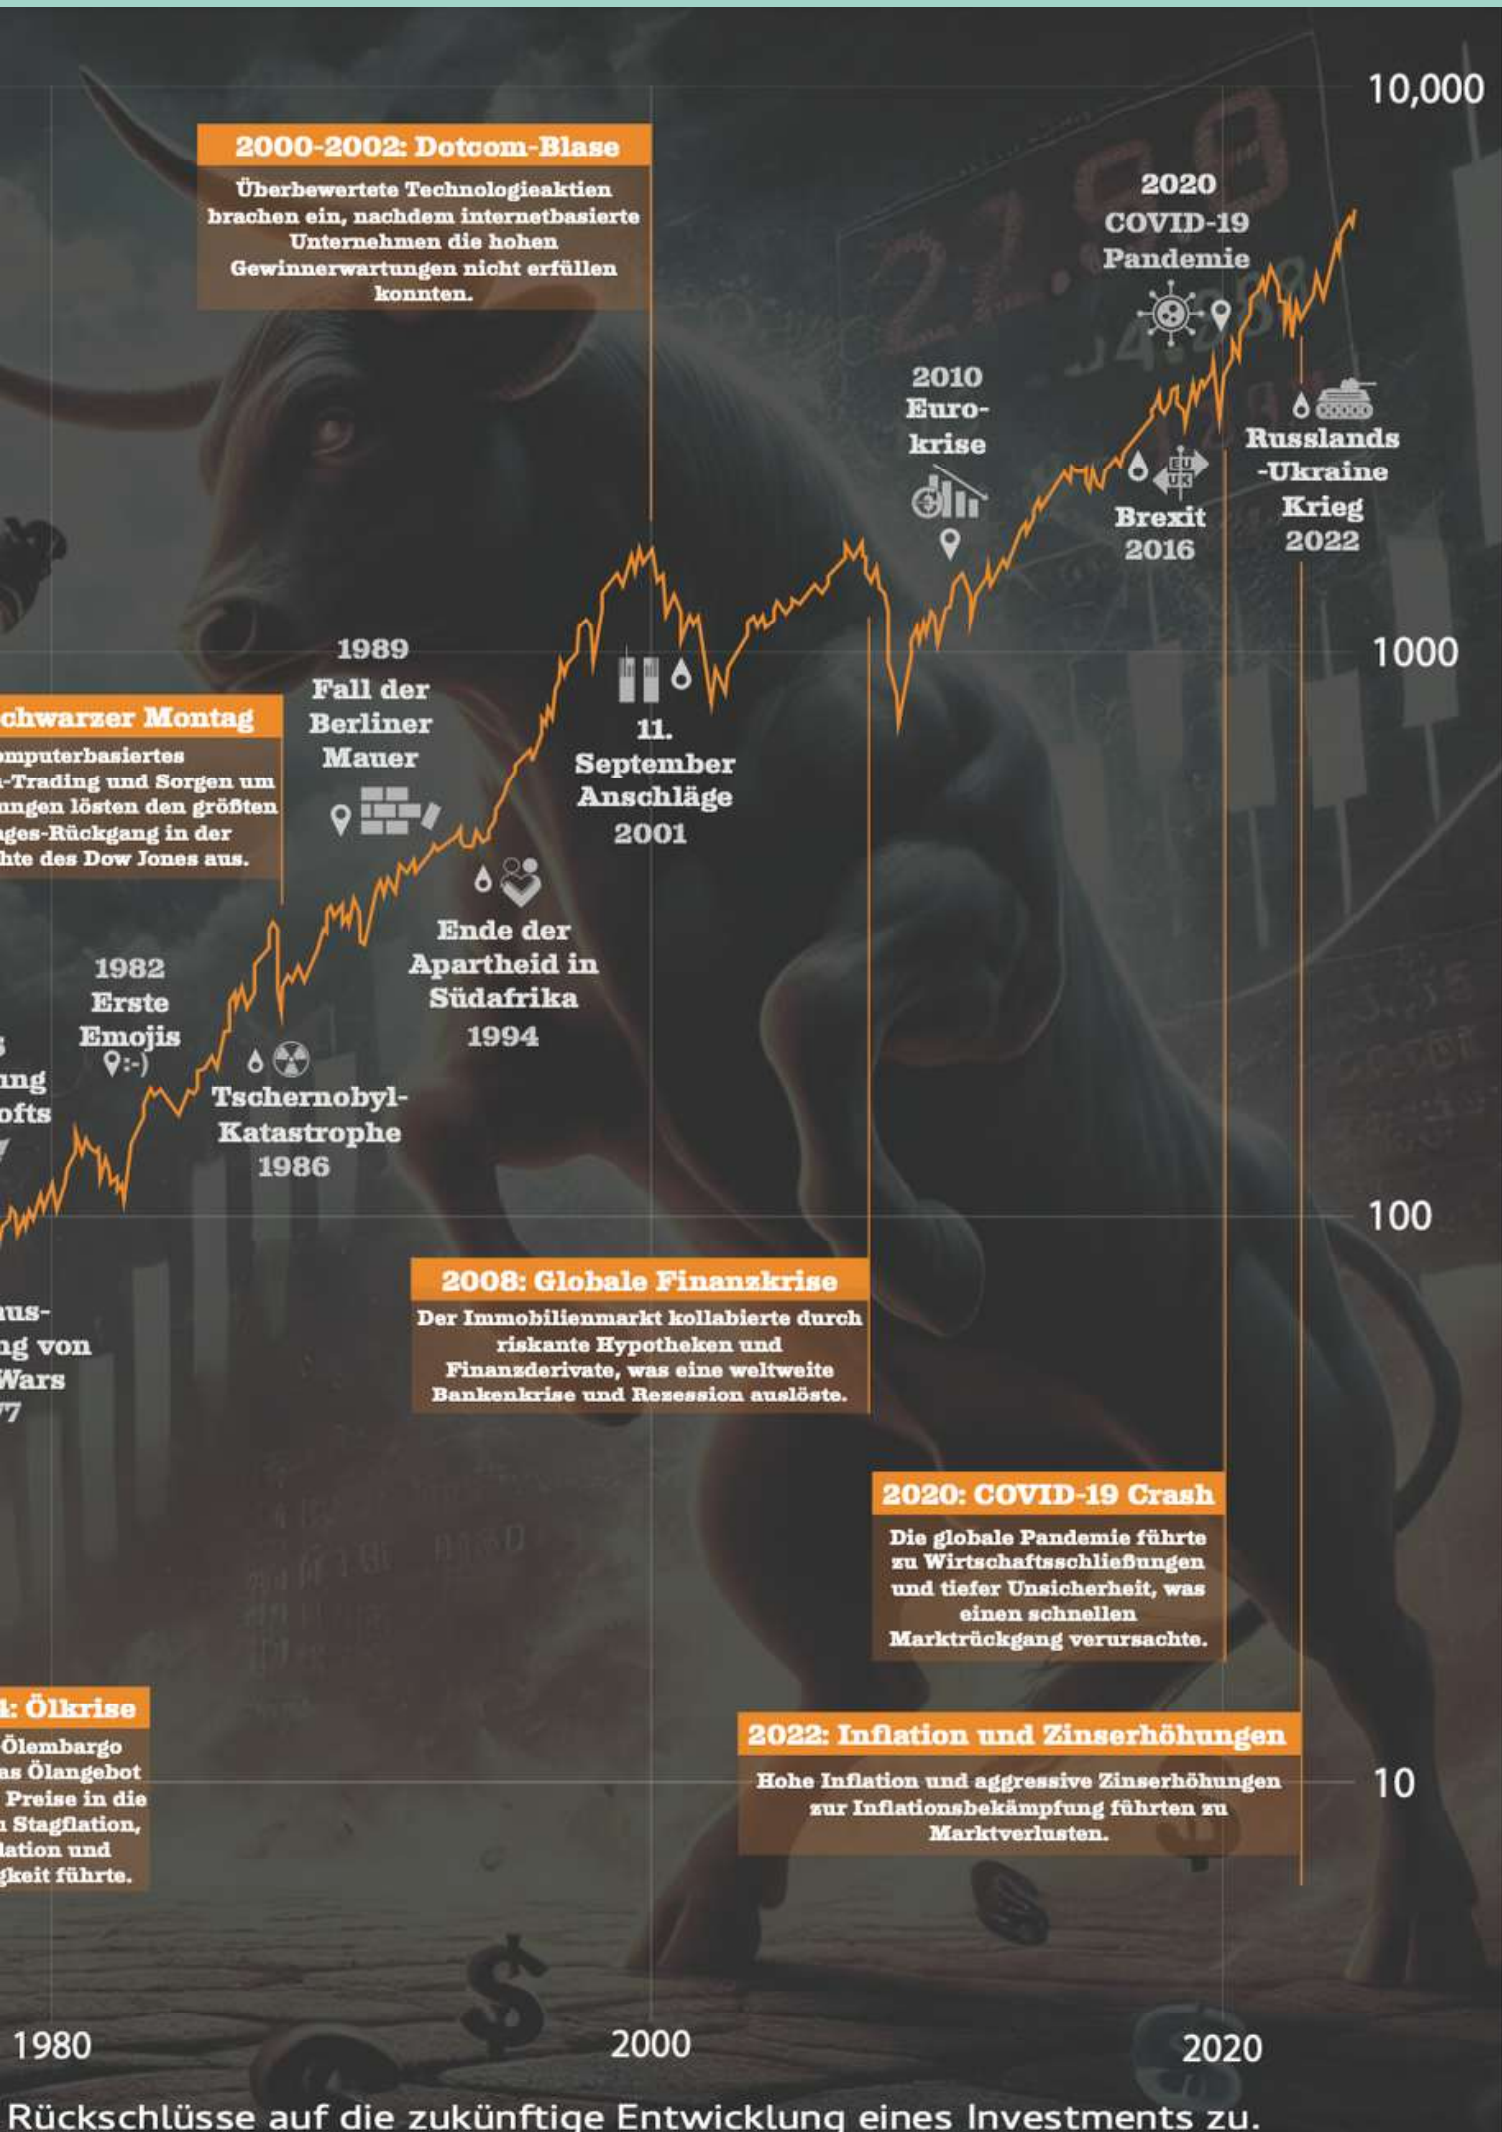 10,000
2000-2002: Dotcom-Blase
Überbewertete Technologieaktien
brachen ein, nachdem internetbasierte
Unternehmen die hohen
Gewinnerwartungen nicht erfüllen
konnten.
2020
COVID-19
Pandemie
2010
Euro-
krise
EU
UK
Brexit
2016
Russlands
-Ukraine
Krieg
2022
1000
1989
Fall der
Berliner
Mauer
chwarzer Montag
omputerbasiertes
-Trading und Sorgen um
ungen lösten den größten
ages-Rückgang in der
hte des Dow Jones aus.
11.
September
Anschläge
2001
Ende der
Apartheid in
Südafrika
1994
1982
Erste
Emojis
:-)
ung
ofts
Tschernobyl-
Katastrophe
1986
100
2008: Globale Finanzkrise
Der Immobilienmarkt kollabierte durch
riskante Hypotheken und
Finanzderivate, was eine weltweite
Bankenkrise und Rezession auslöste.
aus-
ng von
Wars
77
2020: COVID-19 Crash
Die globale Pandemie führte
zu Wirtschaftsschließungen
und tiefer Unsicherheit, was
einen schnellen
Marktrückgang verursachte.
4: Ölkrise
Ölembargo
as Ölangebot
Preise in die
Stagflation,
lation und
gkeit führte.
2022: Inflation und Zinserhöhungen
Hohe Inflation und aggressive Zinserhöhungen
zur Inflationsbekämpfung führten zu
Marktverlusten.
10
1980
2000
2020
Rückschlüsse auf die zukünftige Entwicklung eines Investments zu.